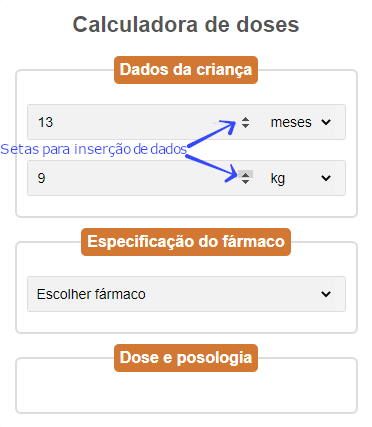 Calculadora de doses
Dados da criança
13 meses
Setas para inserção de dados
9 kg
Especificação do fármaco
Escolher fármaco
Dose e posologia